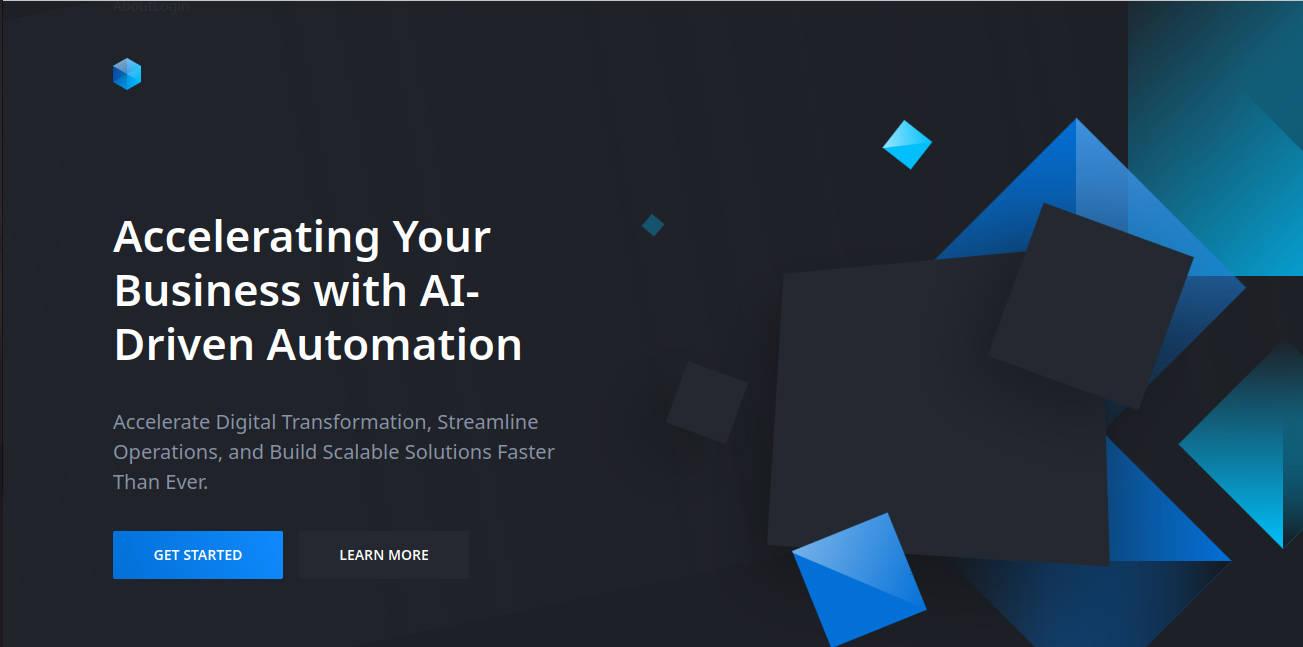 AboutLogin
Accelerating Your
Business with AI-
Driven Automation
Accelerate Digital Transformation, Streamline
Operations, and Build Scalable Solutions Faster
Than Ever.
GET STARTED
LEARN MORE